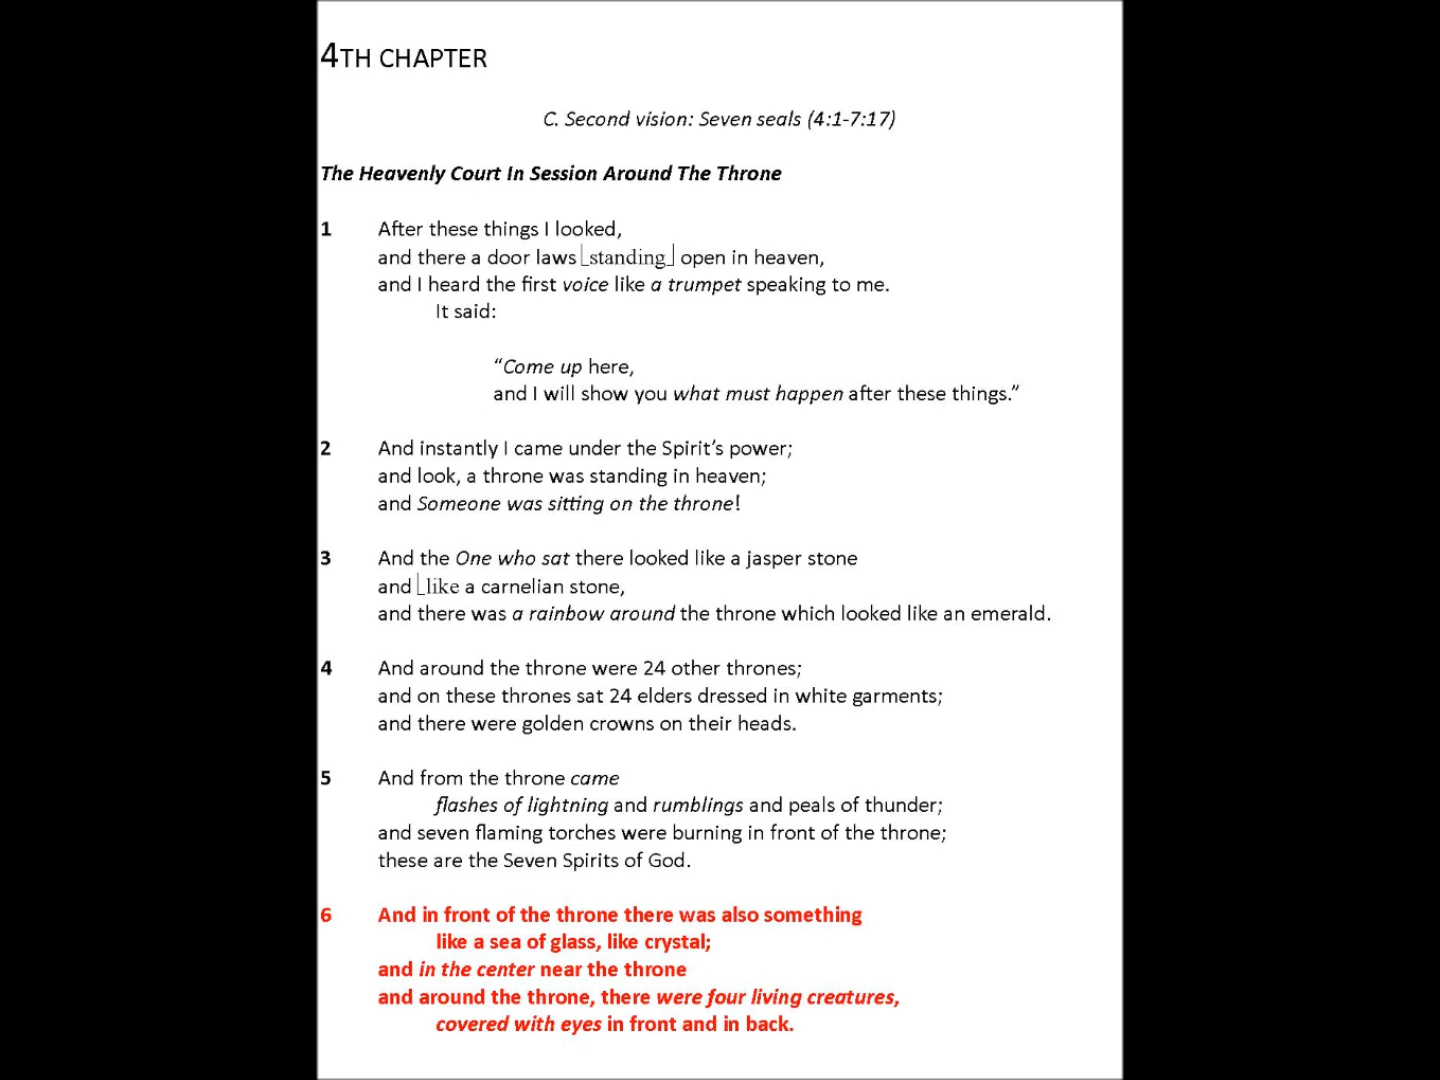 4TH CHAPTER
C. Second vision: Seven seals (4:1-7:17)
The Heavenly Court In Session Around The Throne
1 After these things I looked,
and there a door laws ⌊standing⌋ open in heaven,
and I heard the first voice like a trumpet speaking to me.
It said:
“Come up here,
and I will show you what must happen after these things.”
2 And instantly I came under the Spirit’s power;
and look, a throne was standing in heaven;
and Someone was sitting on the throne!
3 And the One who sat there looked like a jasper stone
and ⌊like a carnelian stone,
and there was a rainbow around the throne which looked like an emerald.
4 And around the throne were 24 other thrones;
and on these thrones sat 24 elders dressed in white garments;
and there were golden crowns on their heads.
5 And from the throne came
flashes of lightning and rumblings and peals of thunder;
and seven flaming torches were burning in front of the throne;
these are the Seven Spirits of God.
6 And in front of the throne there was also something
like a sea of glass, like crystal;
and in the center near the throne
and around the throne, there were four living creatures,
covered with eyes in front and in back.